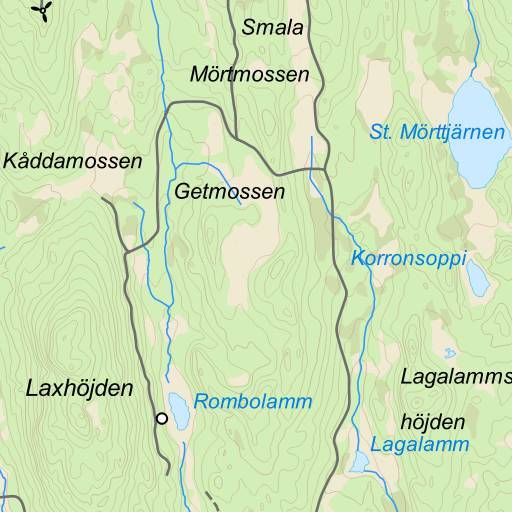 Smala
Mörtmossen
St. Mörttjärnen
Kåddamossen
Getmossen
Korronsoppi
Lagalamms
Laxhöjden
Rombolamm
höjden
Lagalamm